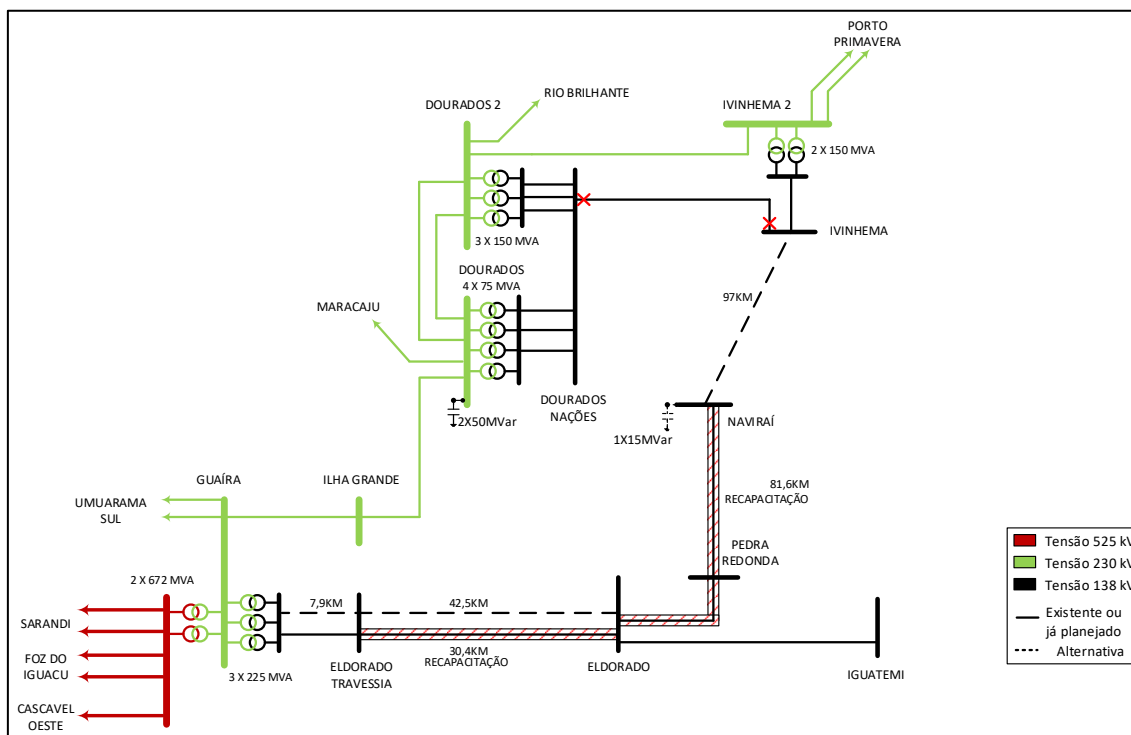 PORTO
PRIMAVERA
RIO BRILHANTE
DOURADOS 2
IVINHEMA 2
2 X 150 MVA
3 X 150 MVA
IVINHEMA
DOURADOS
4 X 75 MVA
97KM
MARACAJU
DOURADOS
NAÇÕES
2X50MVar
1X15MVar
NAVIRAÍ
GUAÍRA
ILHA GRANDE
UMUARAMA
SUL
81,6KM
RECAPACITAÇÃO
PEDRA
REDONDA
2 X 672 MVA
7,9KM
42,5KM
SARANDI
FOZ DO
IGUACU
CASCAVEL
OESTE
3 X 225 MVA
ELDORADO
TRAVESSIA
30,4KM
RECAPACITAÇÃO
ELDORADO
IGUATEMI
Tensão 525 kV
Tensão 230 kV
Tensão 138 kV
Existente ou
já planejado
Alternativa